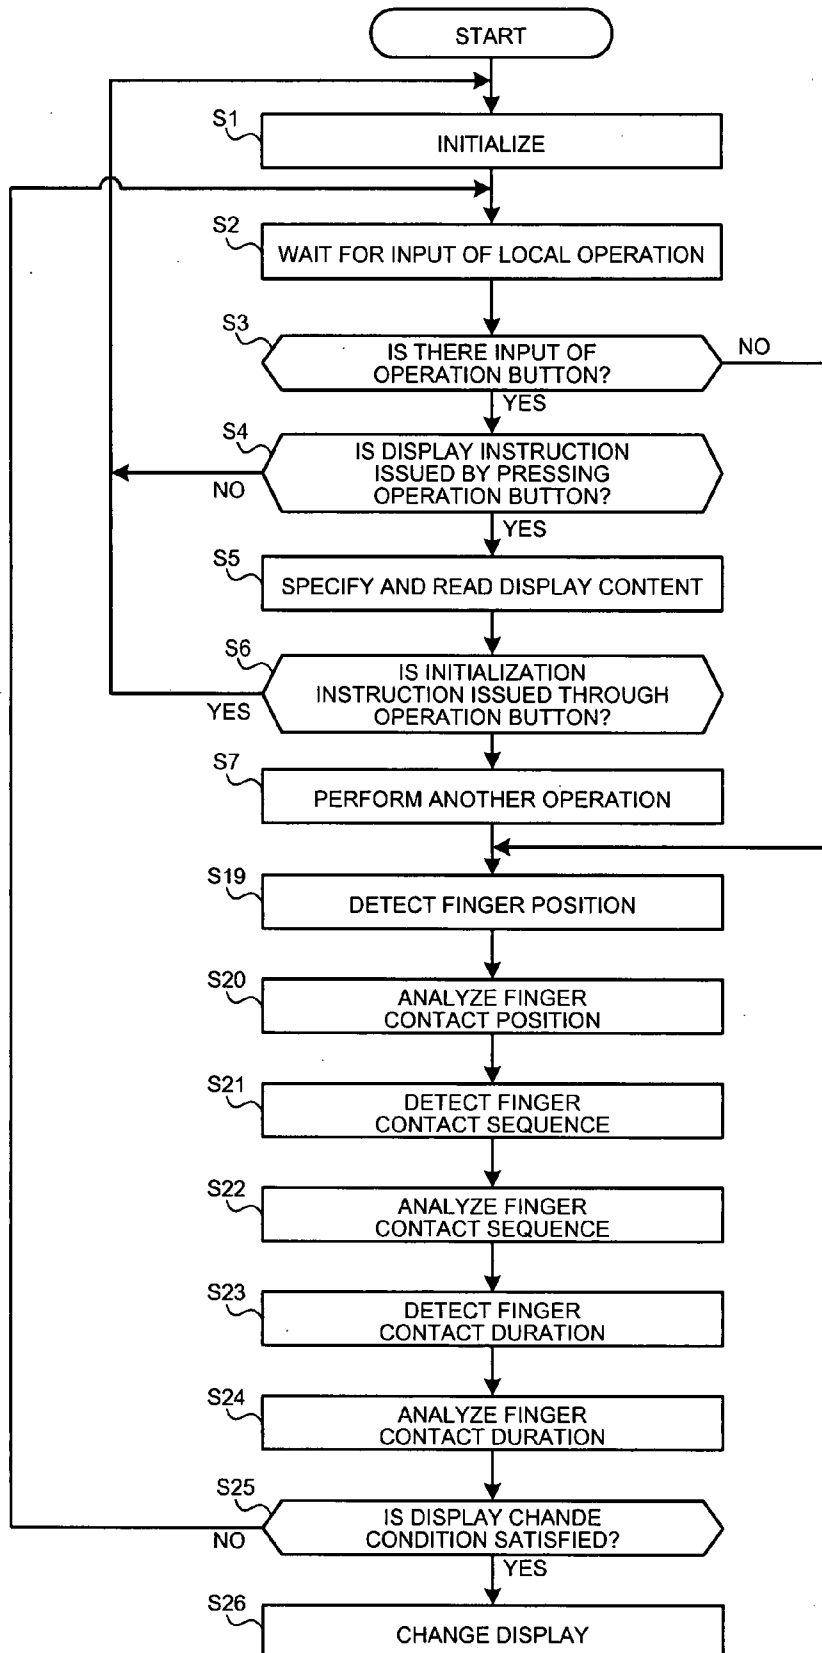 START
S1
INITIALIZE
S2
WAIT FOR INPUT OF LOCAL OPERATION
S3
IS THERE INPUT OF
OPERATION BUTTON?
NO
YES
S4
IS DISPLAY INSTRUCTION
ISSUED BY PRESSING
OPERATION BUTTON?
NO
YES
S5
SPECIFY AND READ DISPLAY CONTENT
S6
IS INITIALIZATION
INSTRUCTION ISSUED THROUGH
OPERATION BUTTON?
YES
S7
PERFORM ANOTHER OPERATION
S19
DETECT FINGER POSITION
S20
ANALYZE FINGER
CONTACT POSITION
S21
DETECT FINGER
CONTACT SEQUENCE
S22
ANALYZE FINGER
CONTACT SEQUENCE
S23
DETECT FINGER
CONTACT DURATION
S24
ANALYZE FINGER
CONTACT DURATION
S25
IS DISPLAY CHANDE
CONDITION SATISFIED?
NO
YES
S26
CHANGE DISPLAY